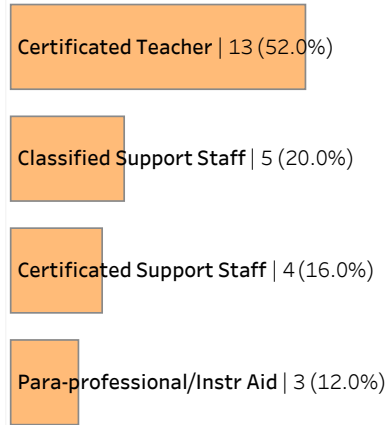 Certificated Teacher | 13 (52.0%)
Classified Support Staff | 5 (20.0%)
Certificated Support Staff | 4 (16.0%)
Para-professional/Instr Aid | 3 (12.0%)